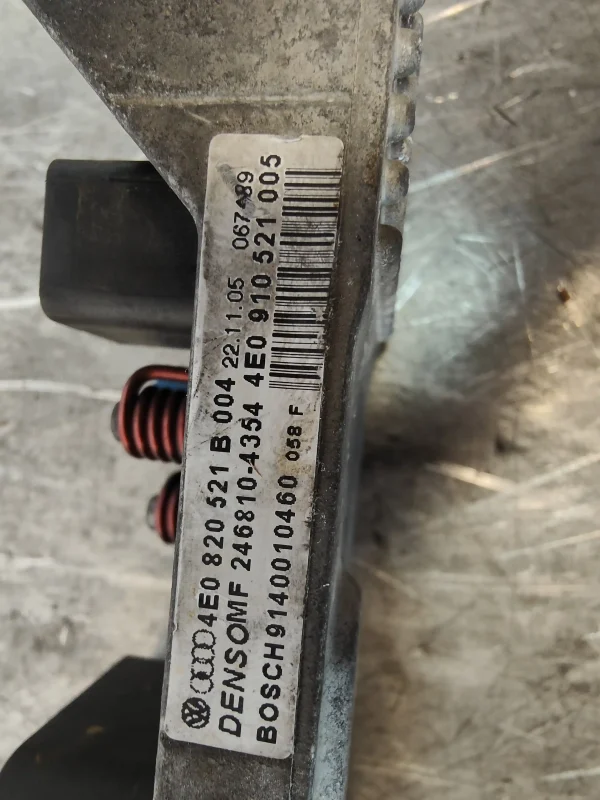 4E0 820 521 B 004 22.11.05 067489
DENSOMF 246810-4354 4E0 910 521 005
BOSCH9140010460 058 F